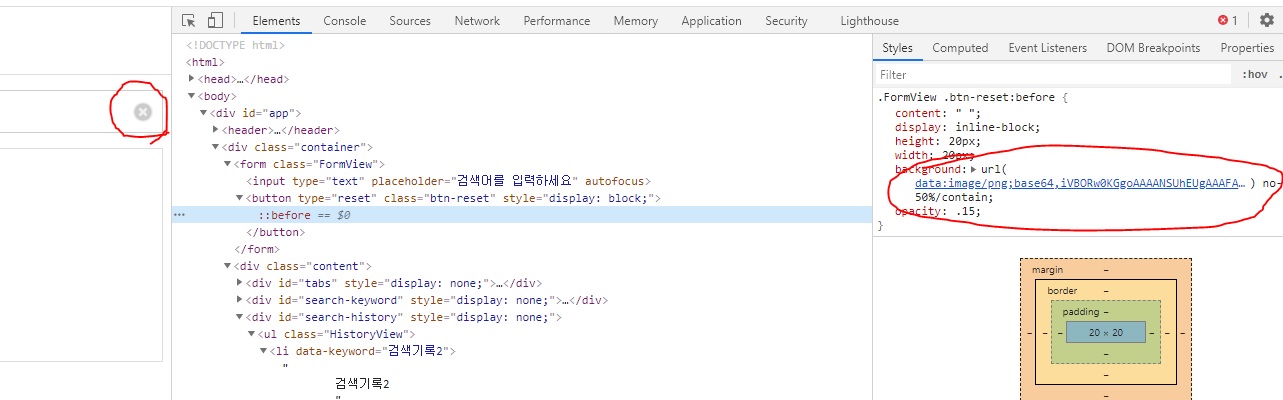 Elements Console Sources Network Performance Memory Application Security Lighthouse 1
<!DOCTYPE html>
<html>
<head>…</head>
<body>
<div id="app">
<header>…</header>
<div class="container">
<form class="FormView">
<input type="text" placeholder="검색어를 입력하세요" autofocus>
<button type="reset" class="btn-reset" style="display: block;">
… ::before == $0
</button>
</form>
<div class="content">
<div id="tabs" style="display: none;">…</div>
<div id="search-keyword" style="display: none;">…</div>
<div id="search-history" style="display: none;">
<ul class="HistoryView">
<li data-keyword="검색기록2">
"
검색기록2
"
Styles Computed Event Listeners DOM Breakpoints Properties
Filter :hov .
.FormView .btn-reset:before {
content: " ";
display: inline-block;
height: 20px;
width: 20px;
background: url(
data:image/png;base64,iVBORw0KGgoAAAANSUhEUgAAAFA… ) no-
50%/contain;
opacity: .15;
}
margin –
border –
padding –
– – – 20 × 20 – – –
–
–
–